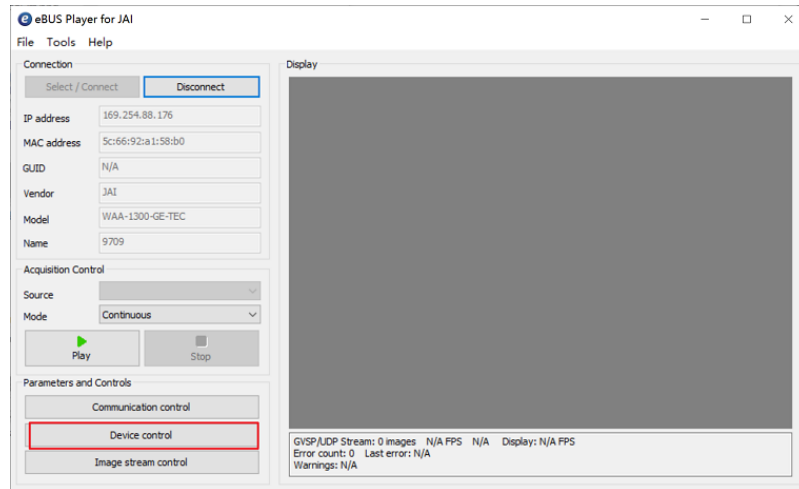 eBUS Player for JAI
File Tools Help
Connection
Select / Connect Disconnect
IP address 169.254.88.176
MAC address 5c:66:92:a1:58:b0
GUID N/A
Vendor JAI
Model WAA-1300-GE-TEC
Name 9709
Acquisition Control
Source
Mode Continuous
Play Stop
Parameters and Controls
Communication control
Device control
Image stream control
Display
GVSP/UDP Stream: 0 images N/A FPS N/A Display: N/A FPS
Error count: 0 Last error: N/A
Warnings: N/A